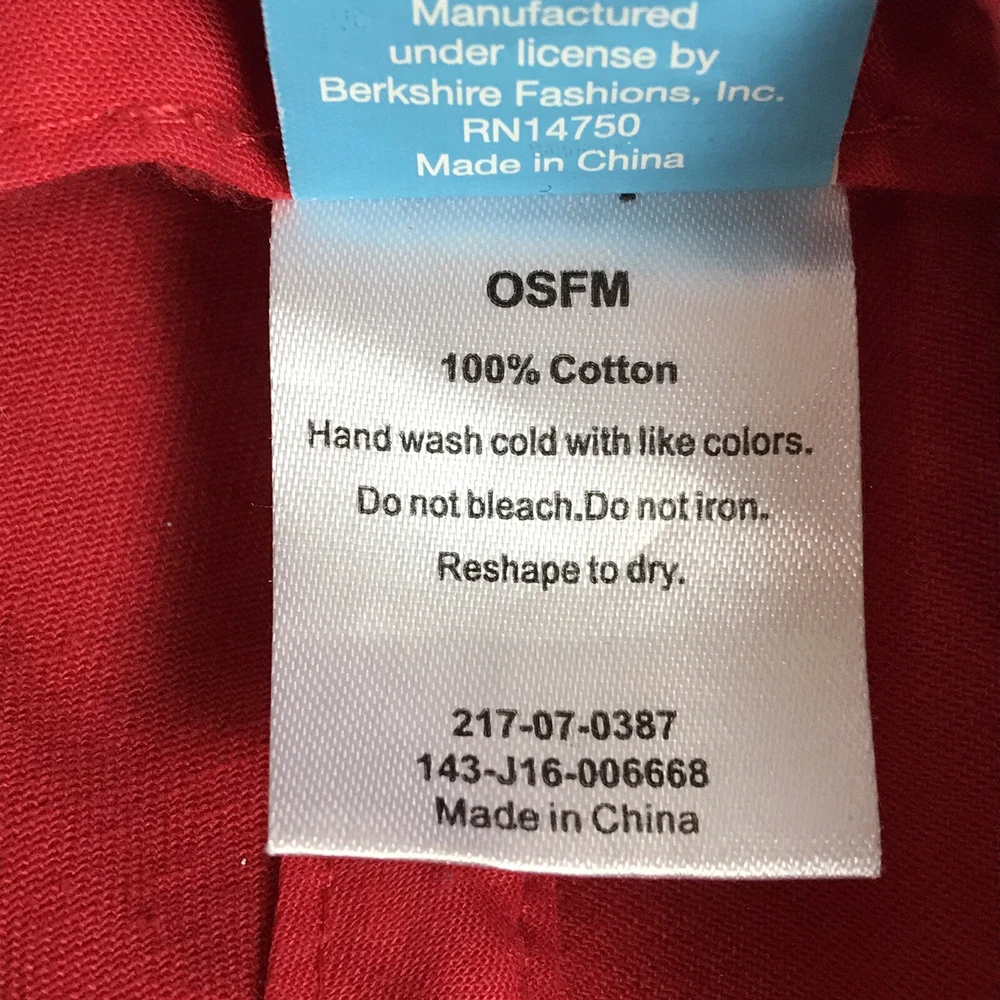 Manufactured
under license by
Berkshire Fashions, Inc.
RN14750
Made in China
OSFM
100% Cotton
Hand wash cold with like colors.
Do not bleach.Do not iron.
Reshape to dry.
217-07-0387
143-J16-006668
Made in China